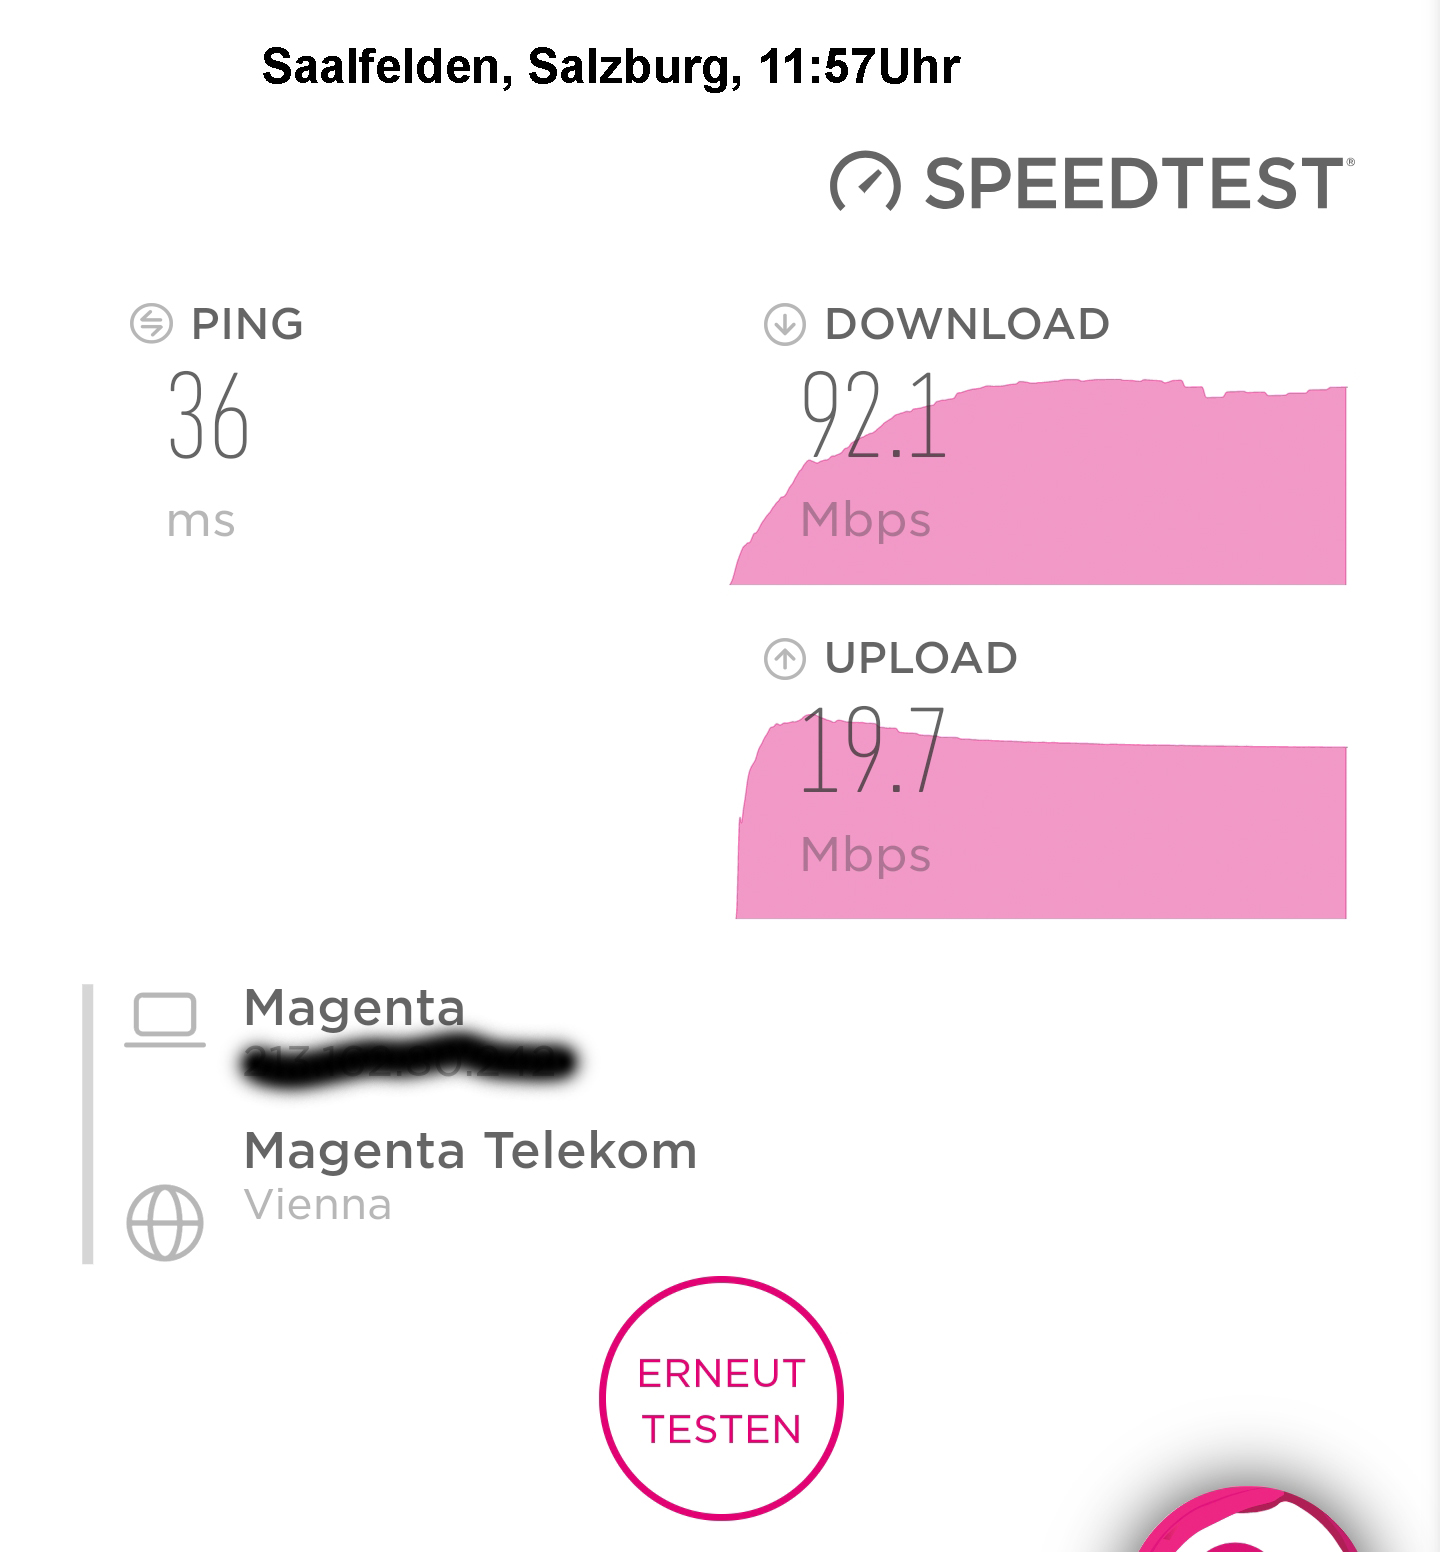 Saalfelden, Salzburg, 11:57Uhr
SPEEDTEST®
PING
36
ms
DOWNLOAD
92.1
Mbps
UPLOAD
19.7
Mbps
Magenta
Magenta Telekom
Vienna
ERNEUT
TESTEN